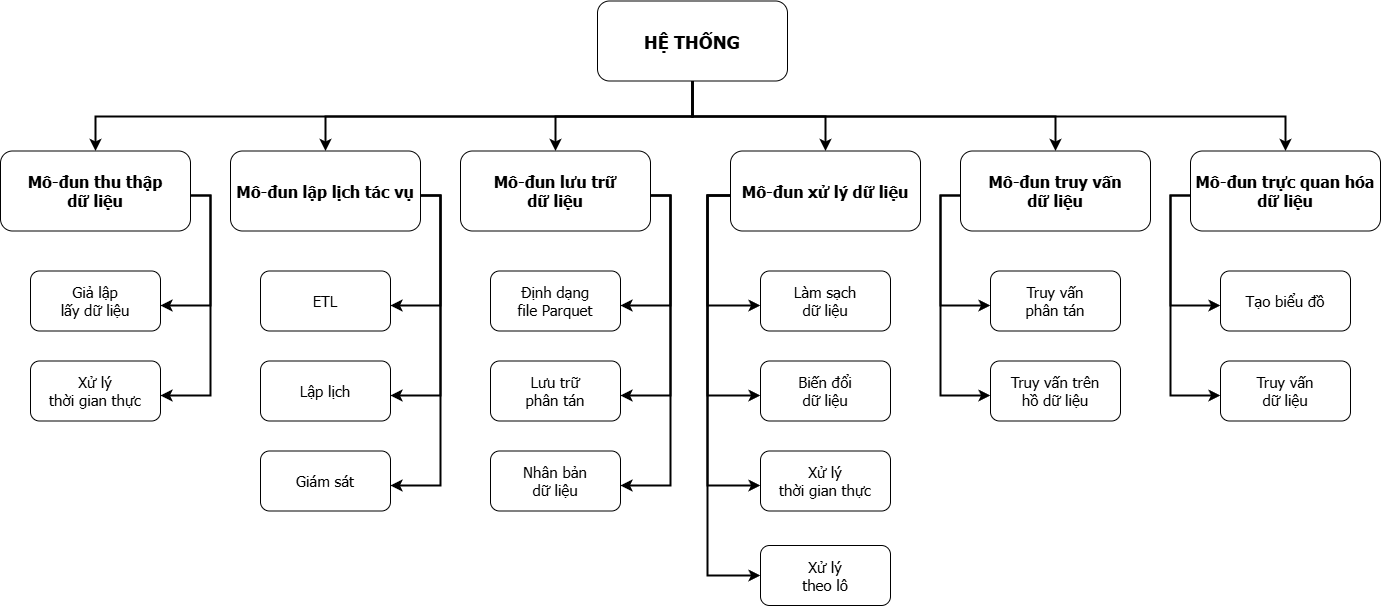 HỆ THỐNG
Mô-đun thu thập
dữ liệu
Mô-đun lập lịch tác vụ
Mô-đun lưu trữ
dữ liệu
Mô-đun xử lý dữ liệu
Mô-đun truy vấn
dữ liệu
Mô-đun trực quan hóa
dữ liệu
Giả lập
lấy dữ liệu
ETL
Định dạng
file Parquet
Làm sạch
dữ liệu
Truy vấn
phân tán
Tạo biểu đồ
Xử lý
thời gian thực
Lập lịch
Lưu trữ
phân tán
Biến đổi
dữ liệu
Truy vấn trên
hồ dữ liệu
Truy vấn
dữ liệu
Giám sát
Nhân bản
dữ liệu
Xử lý
thời gian thực
Xử lý
theo lô